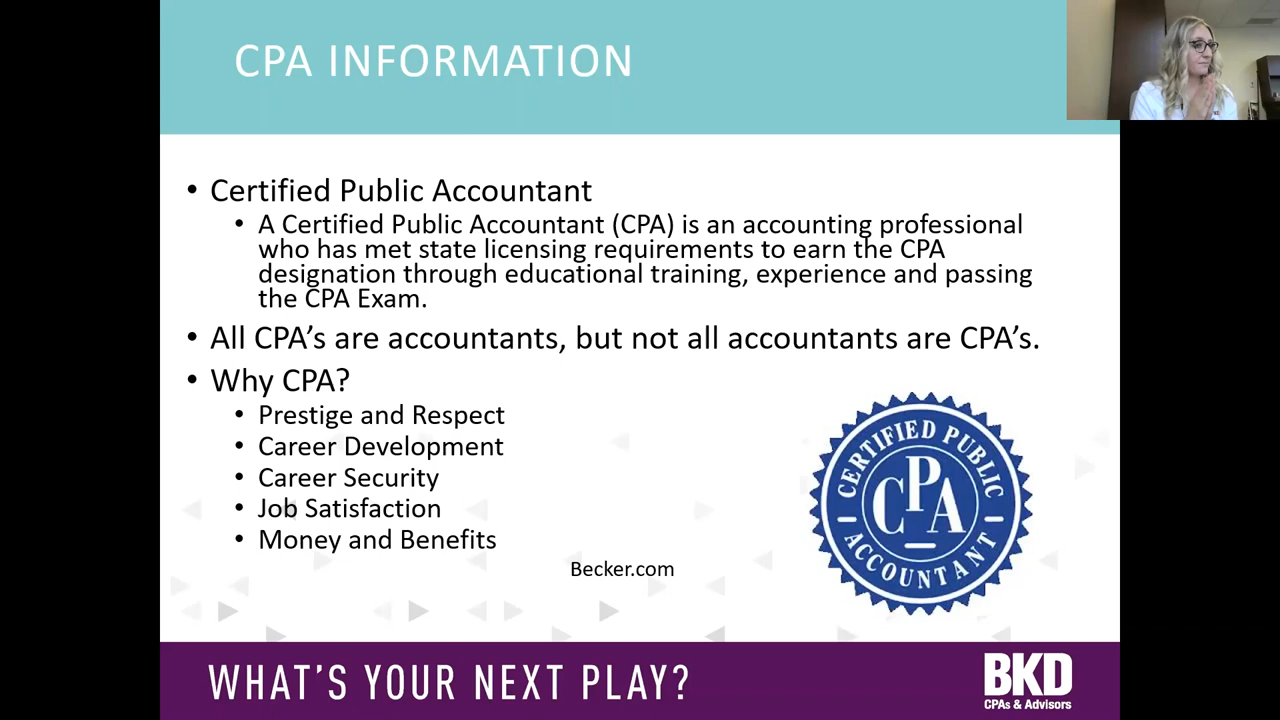 CPA INFORMATION
• Certified Public Accountant
• A Certified Public Accountant (CPA) is an accounting professional
who has met state licensing requirements to earn the CPA
designation through educational training, experience and passing
the CPA Exam.
• All CPA’s are accountants, but not all accountants are CPA’s.
• Why CPA?
• Prestige and Respect
• Career Development
• Career Security
• Job Satisfaction
• Money and Benefits
Becker.com
CERTIFIED PUBLIC
CPA
ACCOUNTANT
WHAT’S YOUR NEXT PLAY?
BKD
CPAs & Advisors